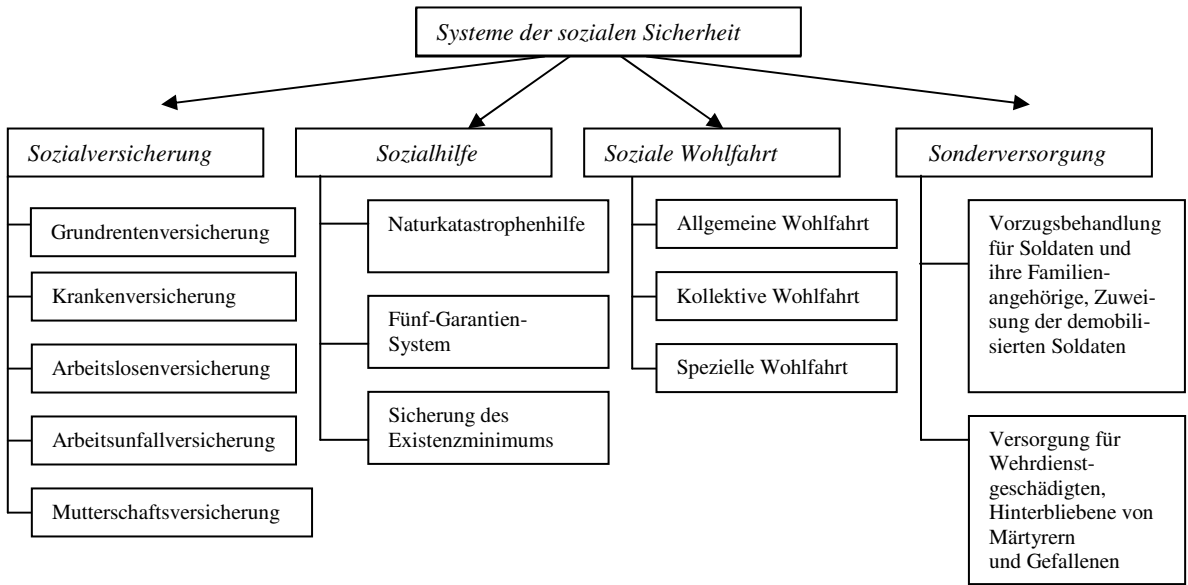 Systeme der sozialen Sicherheit
Sozialversicherung
Sozialhilfe
Soziale Wohlfahrt
Sonderversorgung
Grundrentenversicherung
Krankenversicherung
Arbeitslosenversicherung
Arbeitsunfallversicherung
Mutterschaftsversicherung
Naturkatastrophenhilfe
Fünf-Garantien-
System
Sicherung des
Existenzminimums
Allgemeine Wohlfahrt
Kollektive Wohlfahrt
Spezielle Wohlfahrt
Vorzugsbehandlung
für Soldaten und
ihre Familien-
angehörige, Zuwei-
sung der demobili-
sierten Soldaten
Versorgung für
Wehrdienst-
geschädigten,
Hinterbliebene von
Märtyrern
und Gefallenen